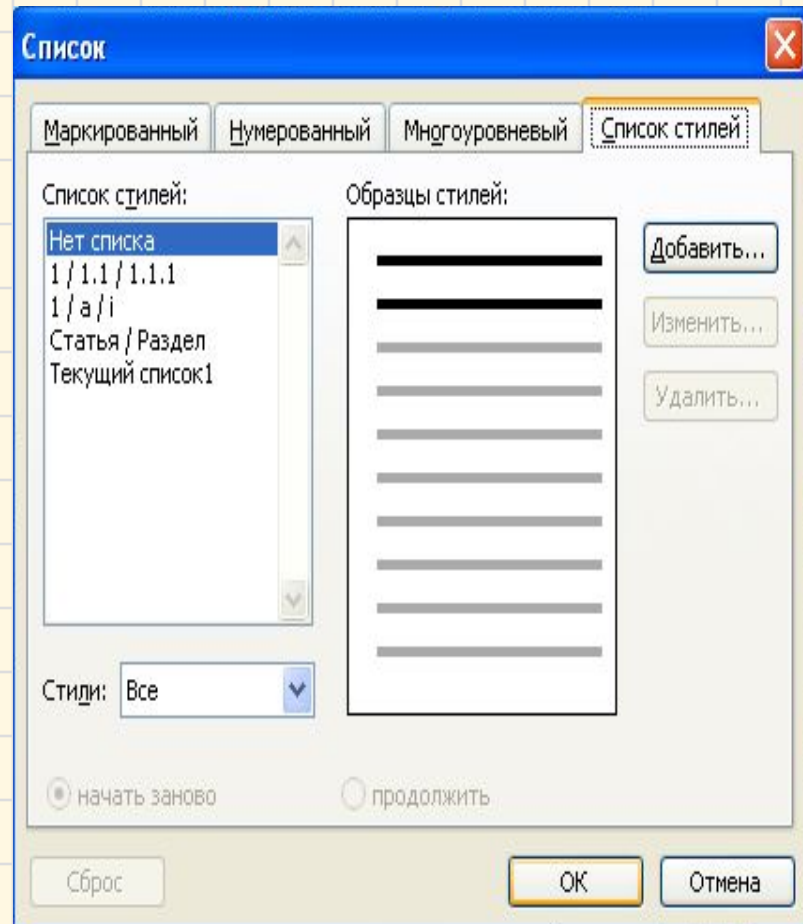 Список
Маркированный Нумерованный Многоуровневый Список стилей
Список стилей: Образцы стилей:
Нет списка
1 / 1.1 / 1.1.1
1 / a / i
Статья / Раздел
Текущий список1
Добавить...
Изменить...
Удалить...
Стили: Все
начать заново продолжить
Сброс ОК Отмена